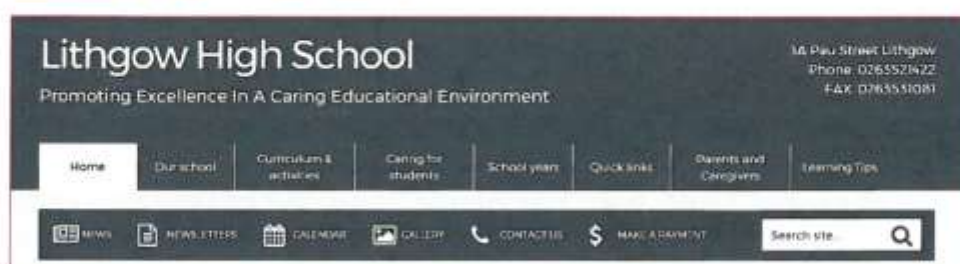 Lithgow High School
Promoting Excellence In A Caring Educational Environment
Street Lithgow
Phone: 0263521422
FAX: 0263531081
Home
Our school
Curriculum &
activities
Caring for
students
School years
Quick links
Parents and
Caregivers
Learning Tips
NEWS
NEWSLETTERS
CALENDAR
GALLERY
CONTACT US
$ MAKE A PAYMENT
Search site...